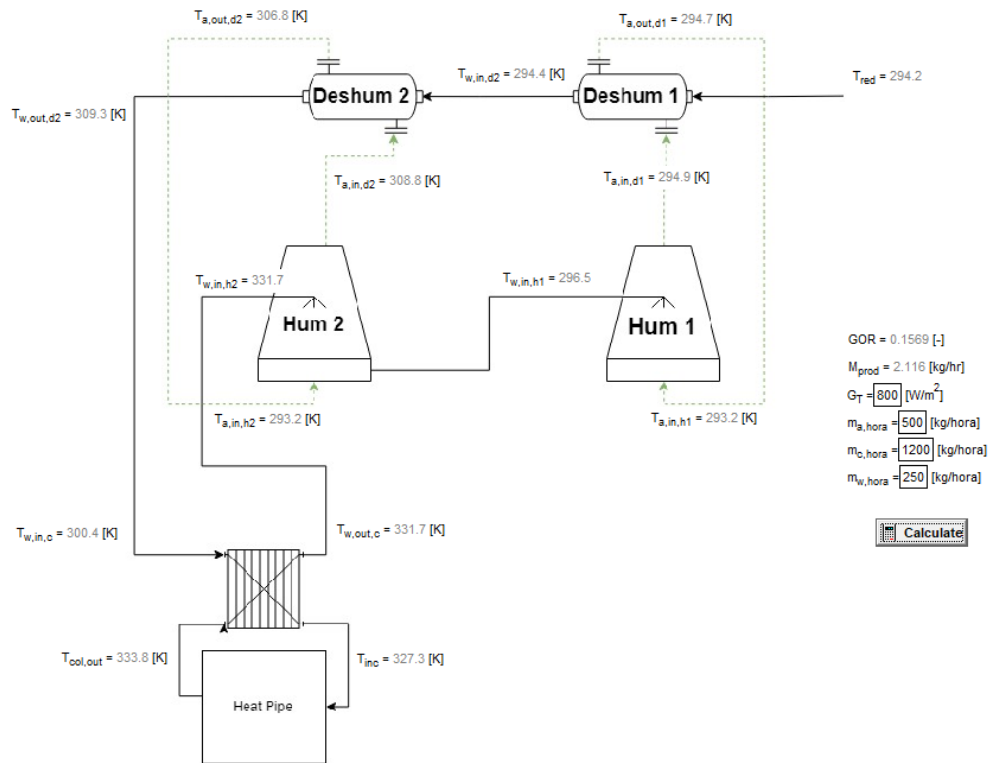 T_a,out,d2 = 306.8 [K]
T_a,out,d1 = 294.7 [K]
T_w,in,d2 = 294.4 [K]
T_red = 294.2
Deshum 2
Deshum 1
T_w,out,d2 = 309.3 [K]
T_a,in,d2 = 308.8 [K]
T_a,in,d1 = 294.9 [K]
T_w,in,h2 = 331.7
T_w,in,h1 = 296.5
Hum 2
Hum 1
GOR = 0.1569 [-]
M_prod = 2.116 [kg/hr]
G_T = 800 [W/m²]
T_a,in,h2 = 293.2 [K]
T_a,in,h1 = 293.2 [K]
m_a,hora = 500 [kg/hora]
m_c,hora = 1200 [kg/hora]
m_w,hora = 250 [kg/hora]
T_w,in,c = 300.4 [K]
T_w,out,c = 331.7 [K]
Calculate
T_col,out = 333.8 [K]
T_inc = 327.3 [K]
Heat Pipe